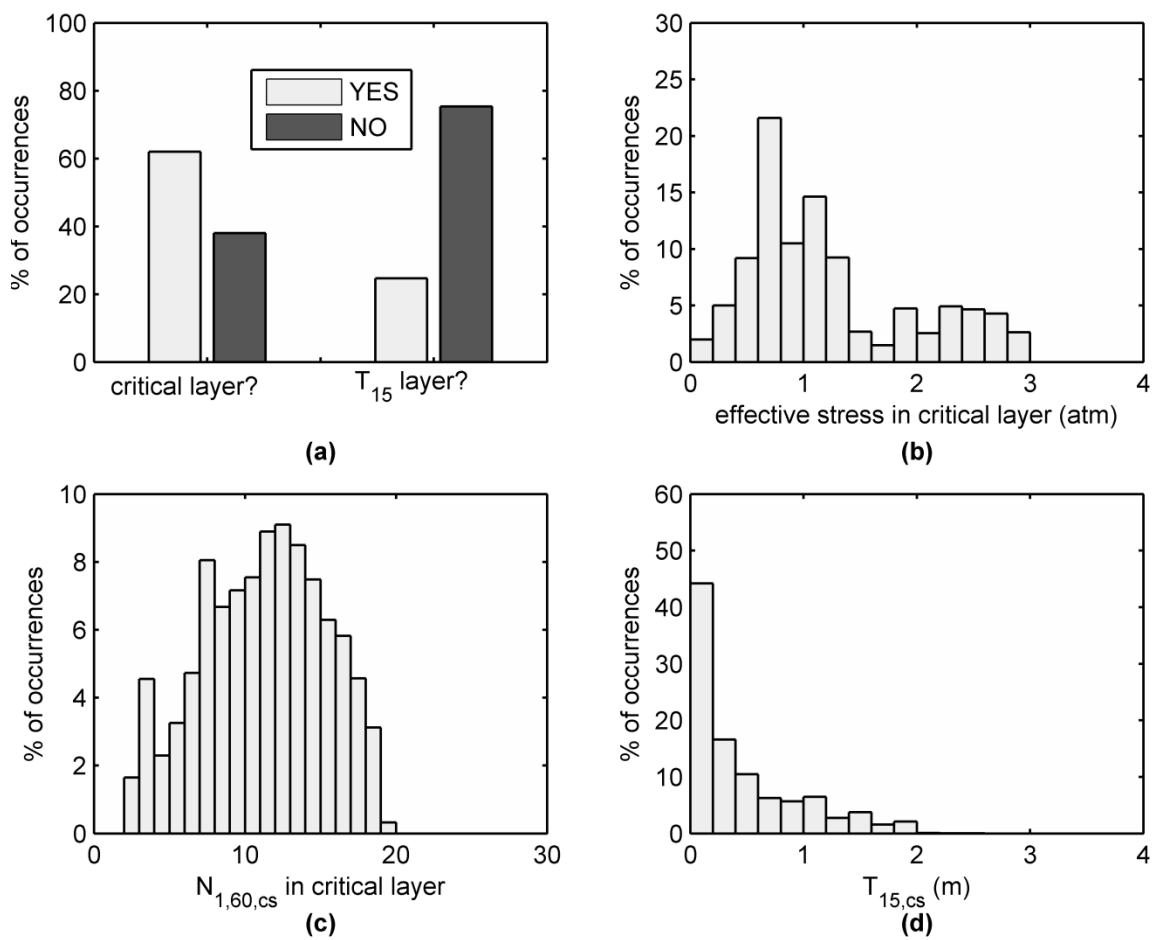 100
80
60
40
20
0
% of occurrences
YES
NO
critical layer?
T15 layer?
(a)
30
25
20
15
10
5
0
% of occurrences
0 1 2 3 4
effective stress in critical layer (atm)
(b)
10
8
6
4
2
0
% of occurrences
0 10 20 30
N1,60,cs in critical layer
(c)
60
50
40
30
20
10
0
% of occurrences
0 1 2 3 4
T15,cs (m)
(d)